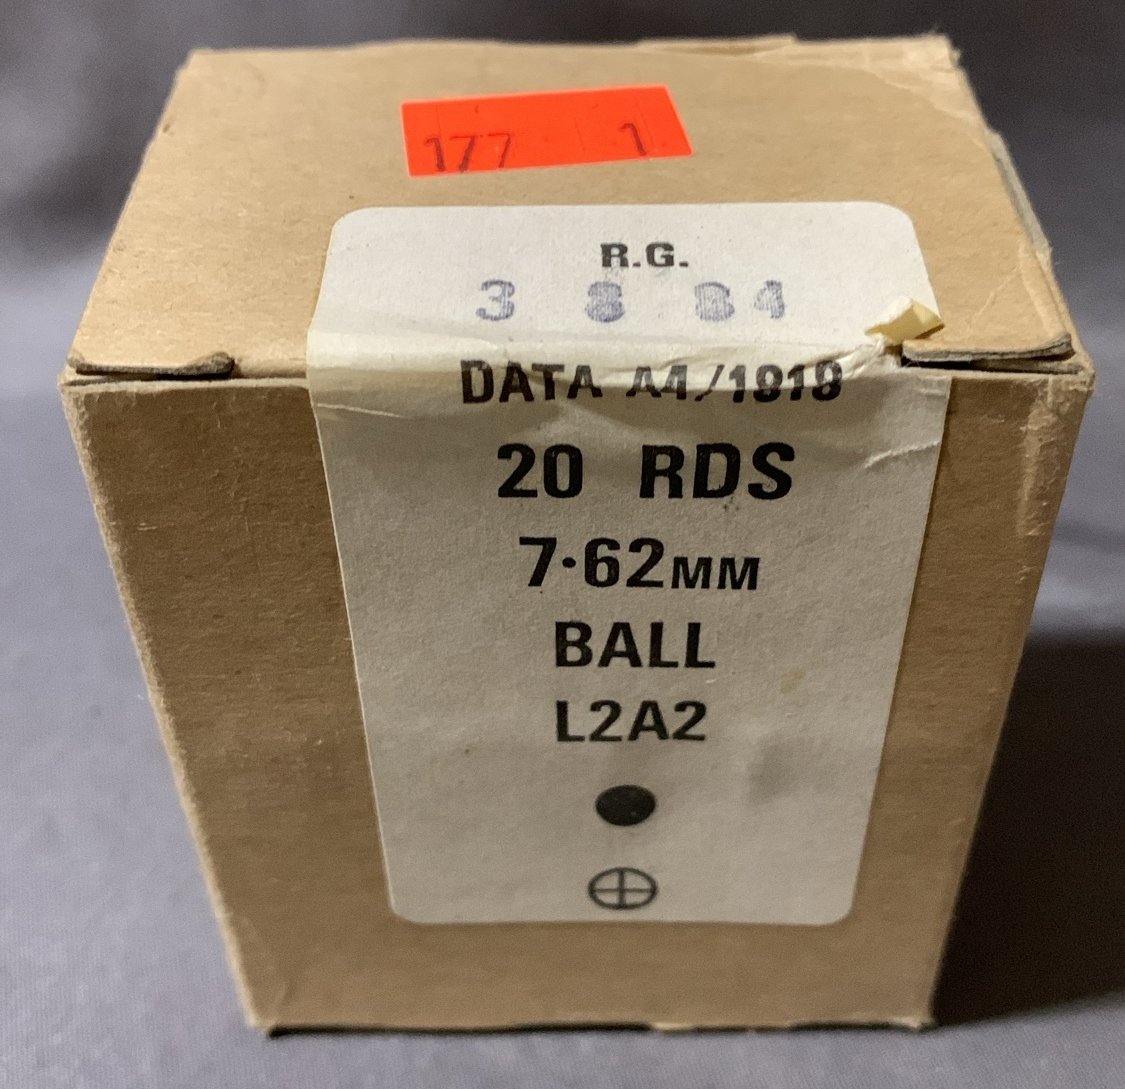 177 1
R.G.
3 8 84
DATA A4/1919
20 RDS
7·62MM
BALL
L2A2